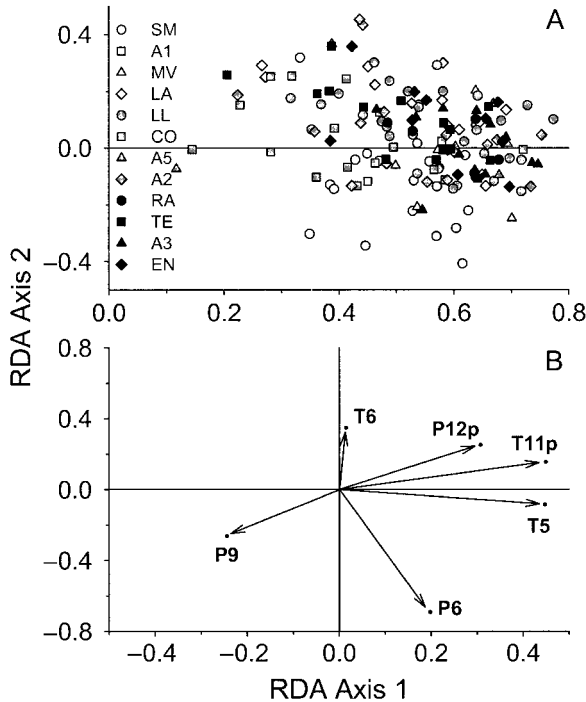 A
SM
A1
MV
LA
LL
CO
A5
A2
RA
TE
A3
EN
0.4
0.0
−0.4
0.0 0.2 0.4 0.6 0.8
RDA Axis 2
B
0.8
0.4
0.0
−0.4
−0.8
T6
P12p
T11p
T5
P9
P6
−0.4 −0.2 0.0 0.2 0.4
RDA Axis 1